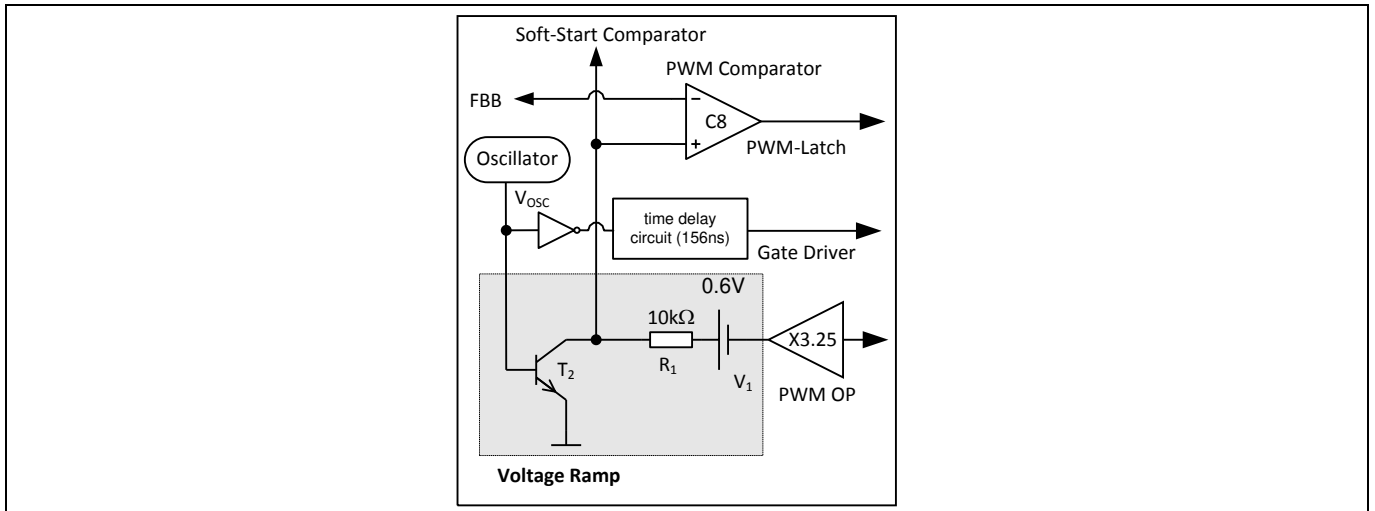 Soft-Start Comparator
PWM Comparator
FBB
−
C8
+
PWM-Latch
Oscillator
VOSC
time delay
circuit (156ns)
Gate Driver
0.6V
10kΩ
X3.25
T2
R1
V1
PWM OP
Voltage Ramp